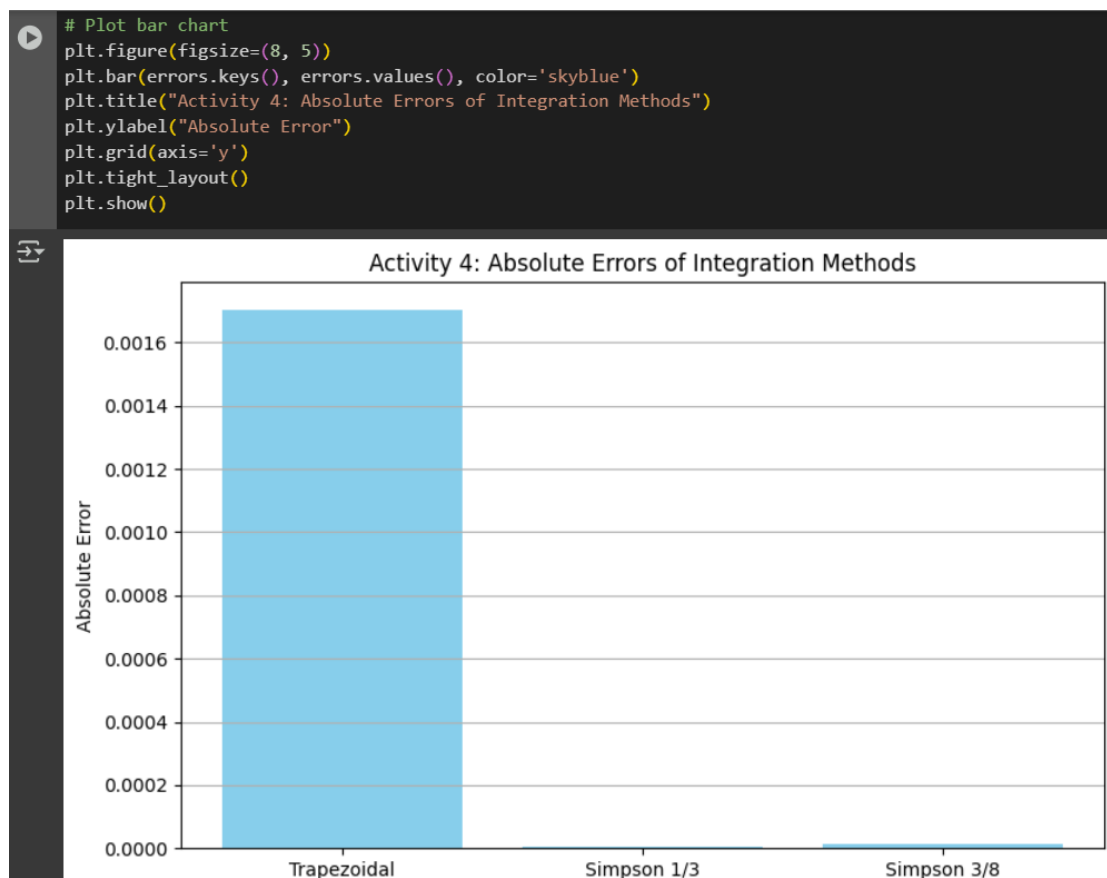 # Plot bar chart
plt.figure(figsize=(8, 5))
plt.bar(errors.keys(), errors.values(), color='skyblue')
plt.title("Activity 4: Absolute Errors of Integration Methods")
plt.ylabel("Absolute Error")
plt.grid(axis='y')
plt.tight_layout()
plt.show()
Activity 4: Absolute Errors of Integration Methods
Absolute Error
0.0016
0.0014
0.0012
0.0010
0.0008
0.0006
0.0004
0.0002
0.0000
Trapezoidal Simpson 1/3 Simpson 3/8